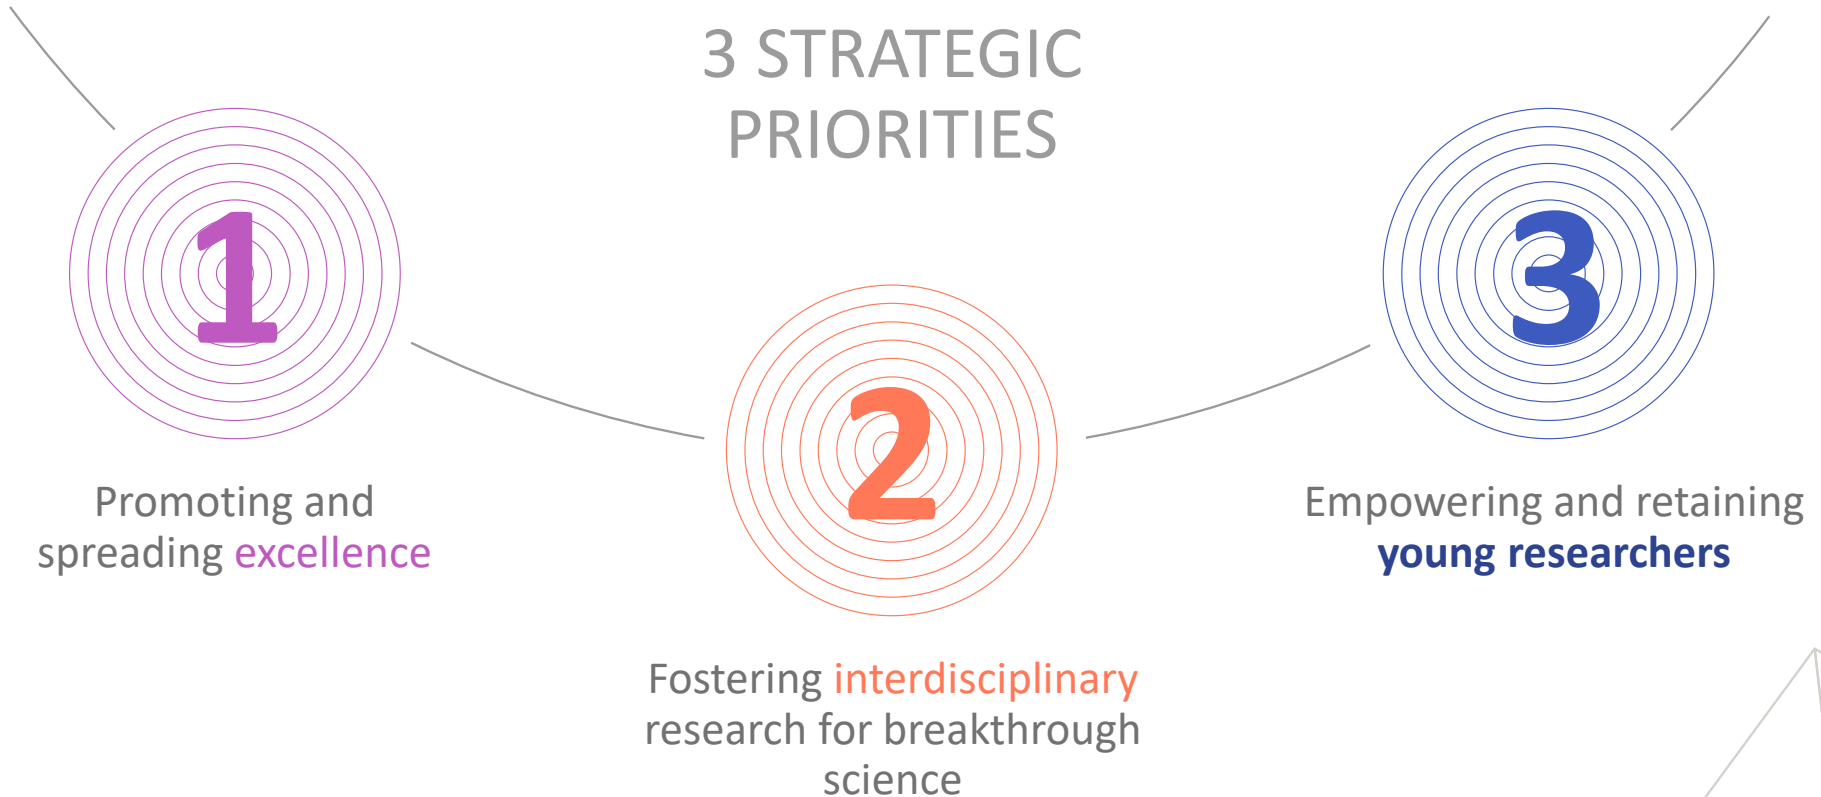 3 STRATEGIC
PRIORITIES
1
Promoting and
spreading excellence
2
Fostering interdisciplinary
research for breakthrough
science
3
Empowering and retaining
young researchers